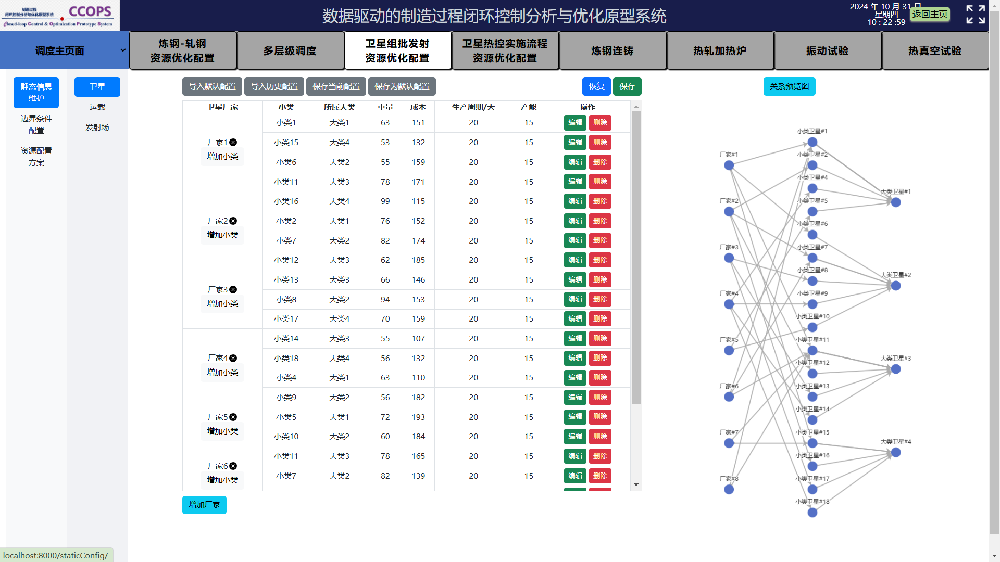 制造过程
闭环控制分析与优化原型系统
CCOPS
Closed-loop Control & Optimization Prototype System
数据驱动的制造过程闭环控制分析与优化原型系统
2024 年 10 月 31 日
星期四
10 : 22 :59
返回主页
调度主页面
炼钢-轧钢
资源优化配置
多层级调度
卫星组批发射
资源优化配置
卫星热控实施流程
资源优化配置
炼钢连铸
热轧加热炉
振动试验
热真空试验
静态信息
维护
边界条件
配置
资源配置
方案
卫星
运载
发射场
导入默认配置 导入历史配置 保存当前配置 保存为默认配置 恢复 保存
关系预览图
卫星厂家 小类 所属大类 重量 成本 生产周期/天 产能 操作
厂家1
增加小类
小类1 大类1 63 151 20 15 编辑 删除
小类15 大类4 53 132 20 15 编辑 删除
小类6 大类2 55 159 20 15 编辑 删除
小类11 大类3 78 171 20 15 编辑 删除
厂家2
增加小类
小类16 大类4 99 115 20 15 编辑 删除
小类2 大类1 76 152 20 15 编辑 删除
小类7 大类2 82 174 20 15 编辑 删除
小类12 大类3 62 185 20 15 编辑 删除
厂家3
增加小类
小类13 大类3 66 146 20 15 编辑 删除
小类8 大类2 94 153 20 15 编辑 删除
小类17 大类4 70 159 20 15 编辑 删除
厂家4
增加小类
小类14 大类3 55 107 20 15 编辑 删除
小类18 大类4 56 132 20 15 编辑 删除
小类4 大类1 63 110 20 15 编辑 删除
小类9 大类2 56 182 20 15 编辑 删除
厂家5
增加小类
小类5 大类1 72 193 20 15 编辑 删除
小类10 大类2 60 184 20 15 编辑 删除
厂家6
增加小类
小类11 大类3 78 165 20 15 编辑 删除
小类7 大类2 82 139 20 15 编辑 删除
增加厂家
厂家#1
厂家#2
厂家#3
厂家#4
厂家#5
厂家#6
厂家#7
厂家#8
小类卫星#1
小类卫星#2
小类卫星#4
小类卫星#5
小类卫星#6
小类卫星#7
小类卫星#8
小类卫星#9
小类卫星#10
小类卫星#11
小类卫星#12
小类卫星#13
小类卫星#14
小类卫星#15
小类卫星#16
小类卫星#17
小类卫星#18
大类卫星#1
大类卫星#2
大类卫星#3
大类卫星#4
localhost:8000/staticConfig/